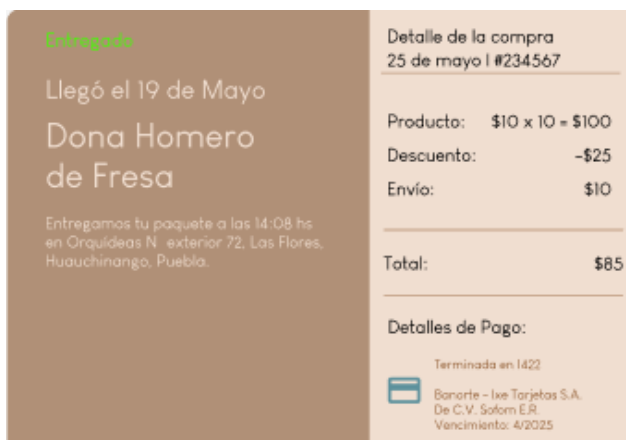 Entregado
Llegó el 19 de Mayo
Dona Homero
de Fresa
Entregamos tu paquete a las 14:08 hs
en Orquídeas N exterior 72, Las Flores,
Huauchinango, Puebla.
Detalle de la compra
25 de mayo | #234567
Producto: $10 x 10 = $100
Descuento: -$25
Envío: $10
Total: $85
Detalles de Pago:
Terminada en 1422
Banorte - Ixe Tarjetas S.A.
De C.V. Sofom E.R.
Vencimiento: 4/2025